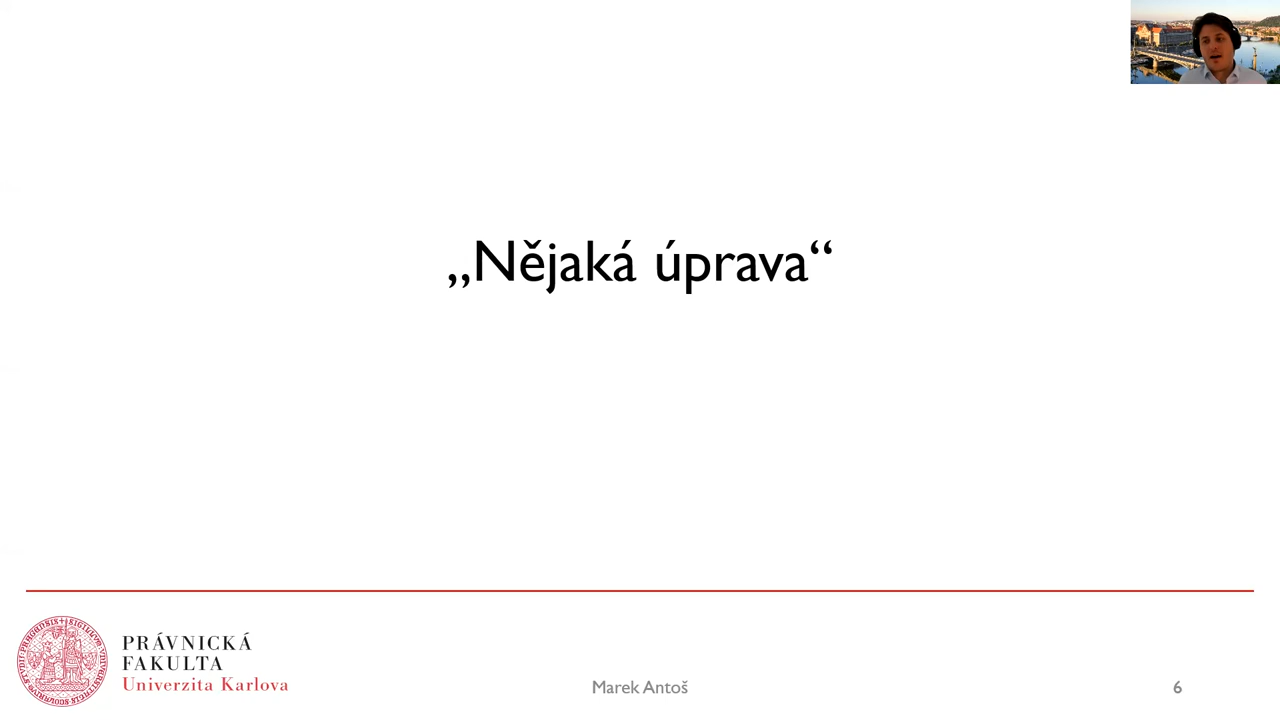 „Nějaká úprava“
PRÁVNICKÁ
FAKULTA
Univerzita Karlova
Marek Antoš
6